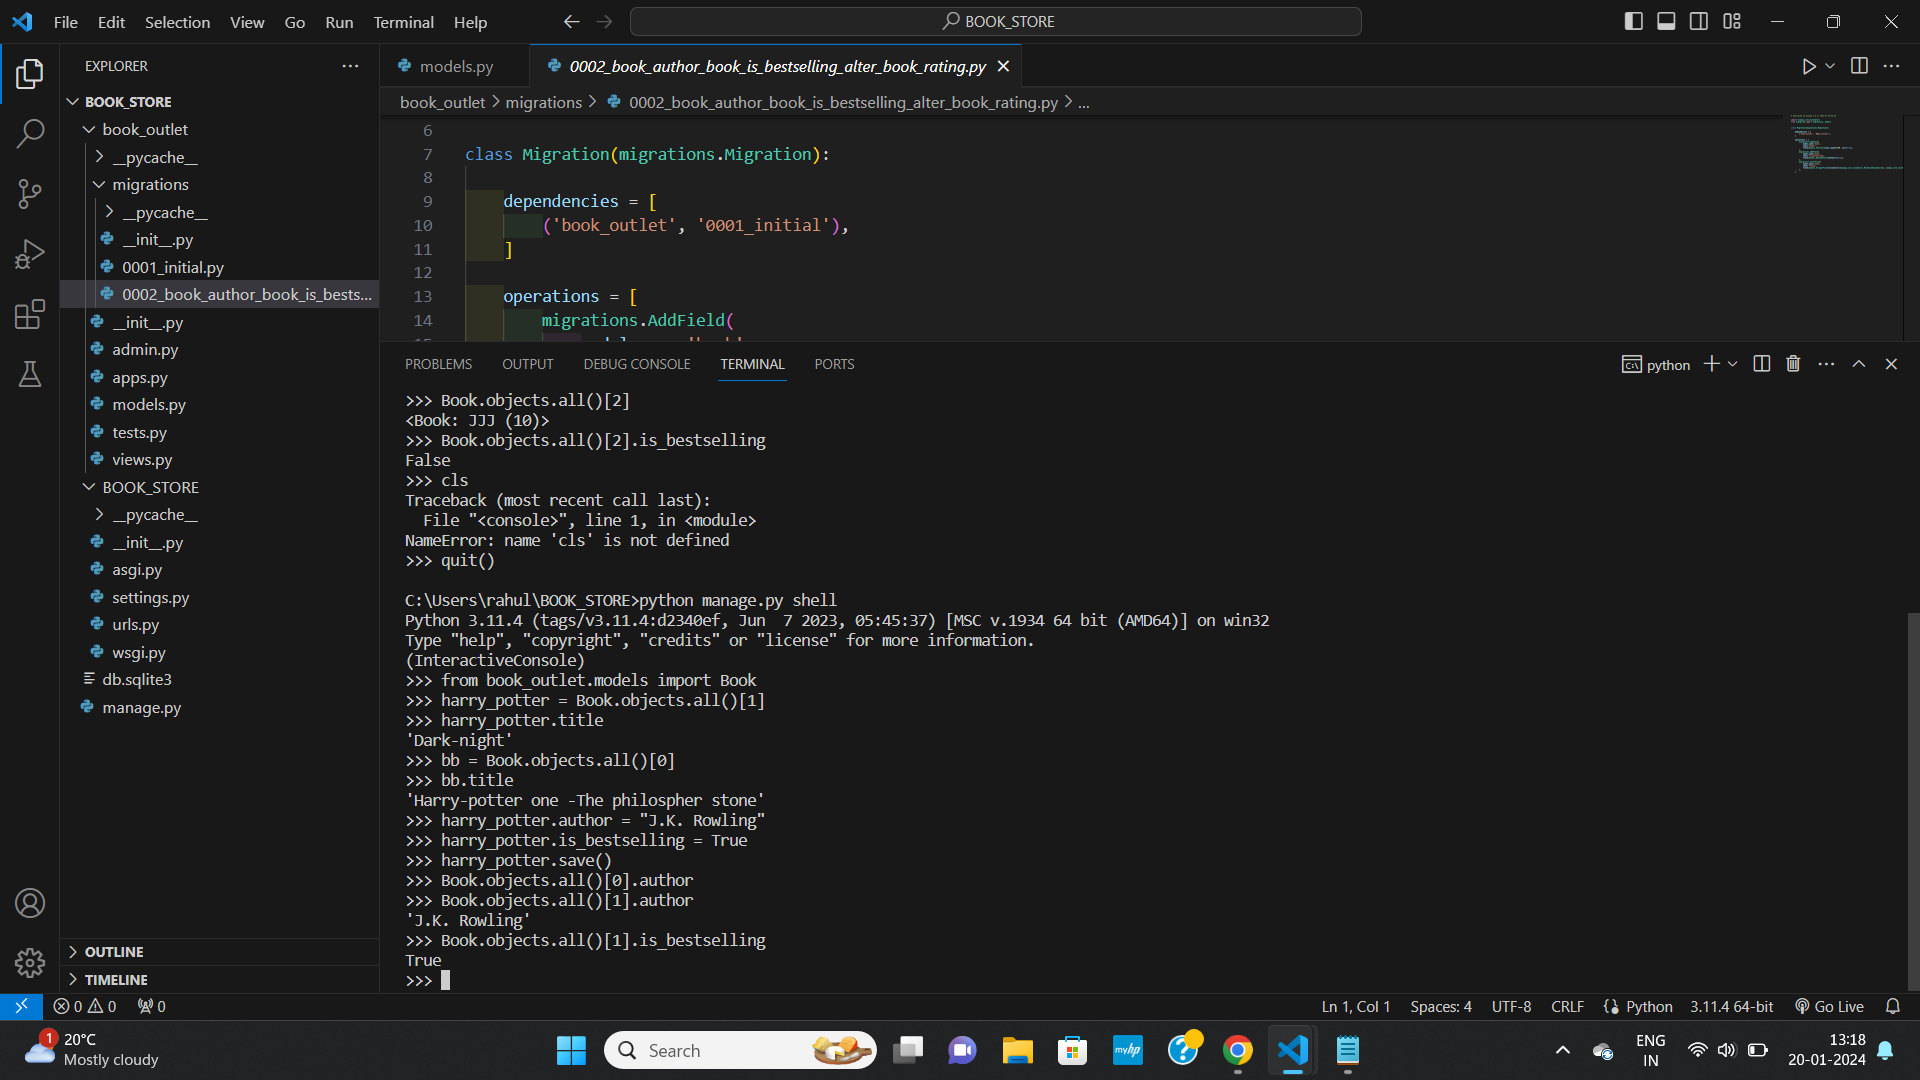 File Edit Selection View Go Run Terminal Help
BOOK_STORE
EXPLORER
BOOK_STORE
book_outlet
__pycache__
migrations
__pycache__
__init__.py
0001_initial.py
0002_book_author_book_is_bests...
__init__.py
admin.py
apps.py
models.py
tests.py
views.py
BOOK_STORE
__pycache__
__init__.py
asgi.py
settings.py
urls.py
wsgi.py
db.sqlite3
manage.py
OUTLINE
TIMELINE
models.py
0002_book_author_book_is_bestselling_alter_book_rating.py
book_outlet > migrations > 0002_book_author_book_is_bestselling_alter_book_rating.py > ...
6
7 class Migration(migrations.Migration):
8
9 dependencies = [
10 ('book_outlet', '0001_initial'),
11 ]
12
13 operations = [
14 migrations.AddField(
PROBLEMS OUTPUT DEBUG CONSOLE TERMINAL PORTS
python
>>> Book.objects.all()[2]
<Book: JJJ (10)>
>>> Book.objects.all()[2].is_bestselling
False
>>> cls
Traceback (most recent call last):
File "<console>", line 1, in <module>
NameError: name 'cls' is not defined
>>> quit()
C:\Users\rahul\BOOK_STORE>python manage.py shell
Python 3.11.4 (tags/v3.11.4:d2340ef, Jun  7 2023, 05:45:37) [MSC v.1934 64 bit (AMD64)] on win32
Type "help", "copyright", "credits" or "license" for more information.
(InteractiveConsole)
>>> from book_outlet.models import Book
>>> harry_potter = Book.objects.all()[1]
>>> harry_potter.title
'Dark-night'
>>> bb = Book.objects.all()[0]
>>> bb.title
'Harry-potter one -The philospher stone'
>>> harry_potter.author = "J.K. Rowling"
>>> harry_potter.is_bestselling = True
>>> harry_potter.save()
>>> Book.objects.all()[0].author
>>> Book.objects.all()[1].author
'J.K. Rowling'
>>> Book.objects.all()[1].is_bestselling
True
>>>
0 0 0
Ln 1, Col 1 Spaces: 4 UTF-8 CRLF Python 3.11.4 64-bit Go Live
1
20°C
Mostly cloudy
Search
myhp
ENG
IN
13:18
20-01-2024